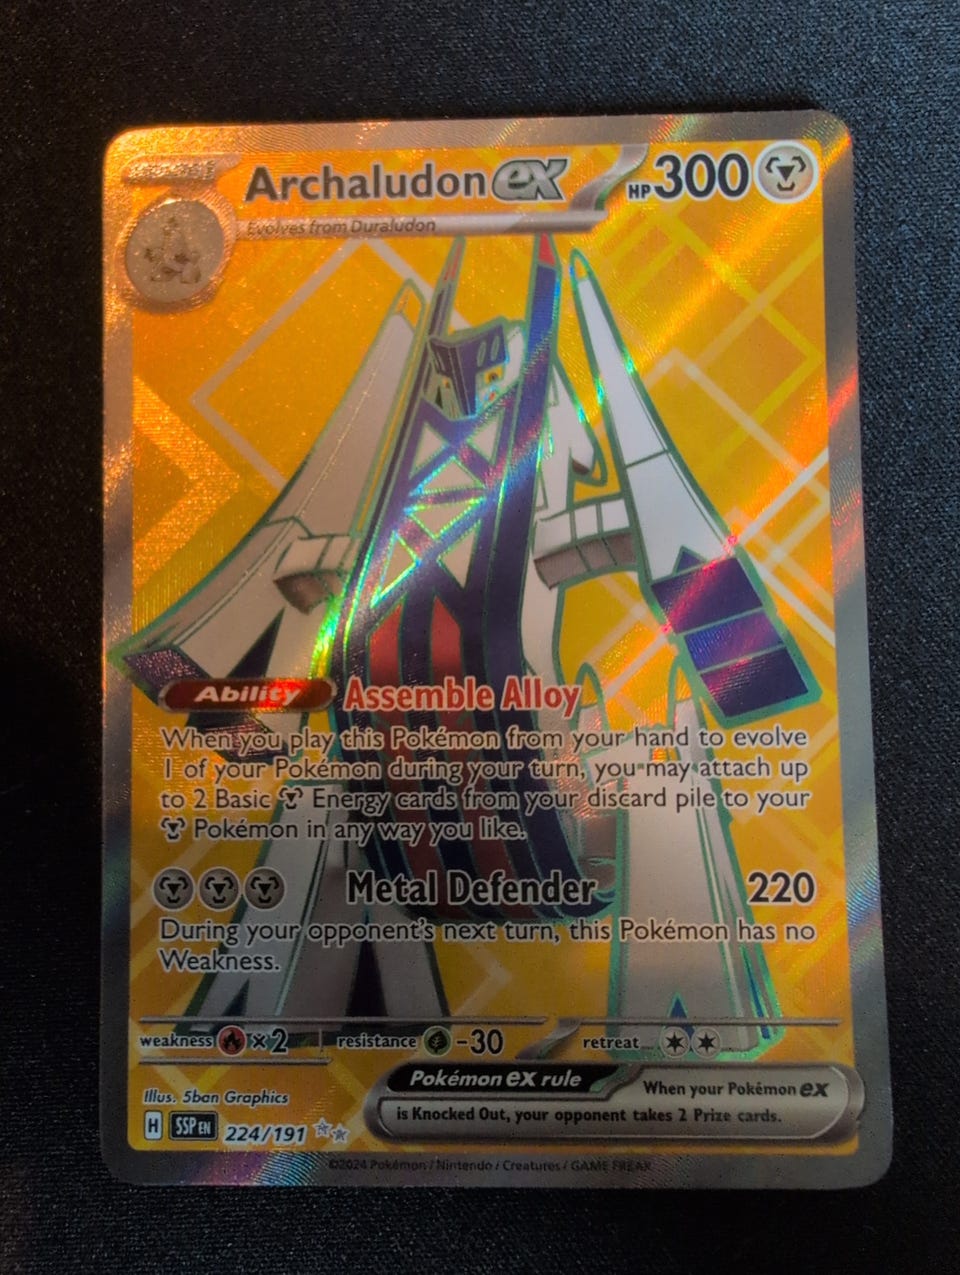 Archaludon ex HP 300
Evolves from Duraludon
Ability Assemble Alloy
When you play this Pokémon from your hand to evolve
1 of your Pokémon during your turn, you may attach up
to 2 Basic Energy cards from your discard pile to your
Pokémon in any way you like.
Metal Defender 220
During your opponent's next turn, this Pokémon has no
Weakness.
weakness ×2 resistance -30 retreat
Pokémon ex rule When your Pokémon ex
is Knocked Out, your opponent takes 2 Prize cards.
Illus. 5ban Graphics
H SSP EN 224/191
©2024 Pokémon / Nintendo / Creatures / GAME FREAK